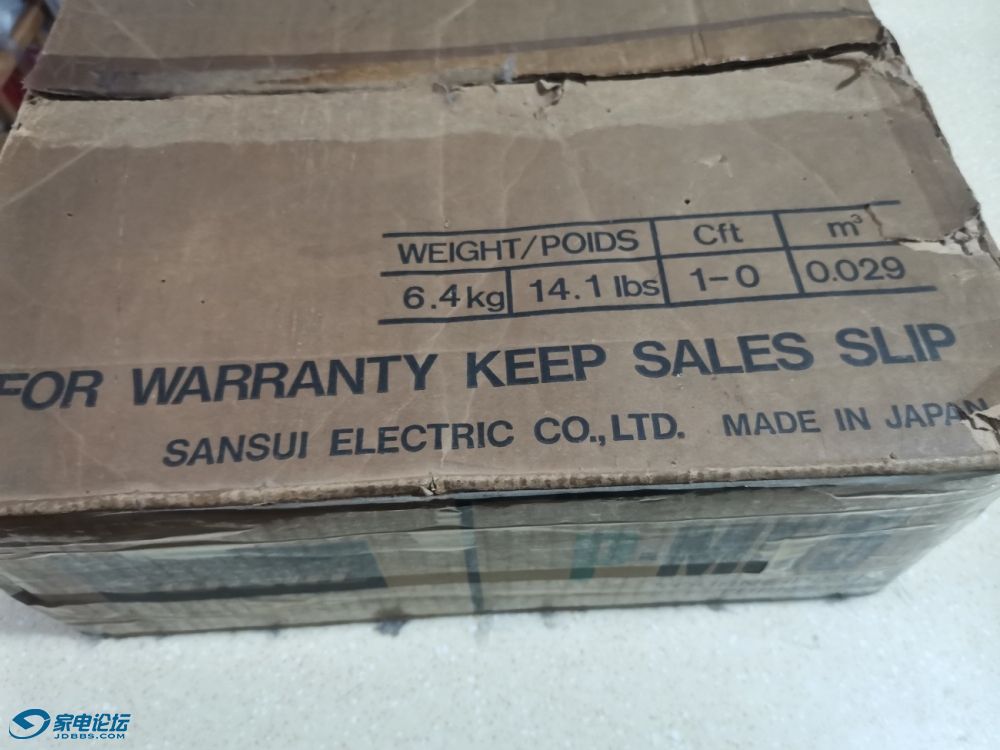 WEIGHT/POIDS Cft m³
6.4kg 14.1 lbs 1-0 0.029
FOR WARRANTY KEEP SALES SLIP
SANSUI ELECTRIC CO., LTD. MADE IN JAPAN
家电论坛
JDBBS.COM